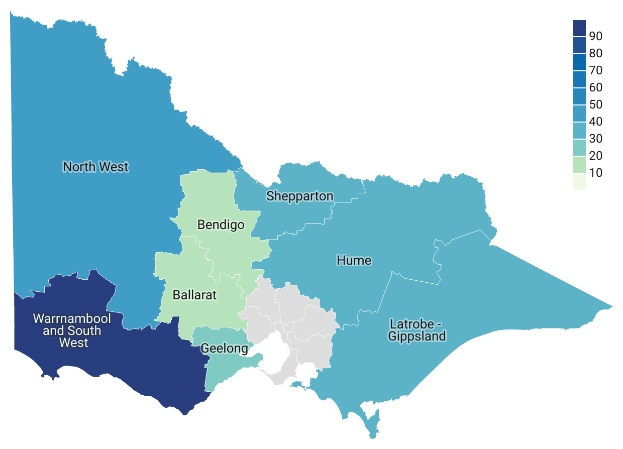 90
80
70
60
50
40
30
20
10
North West
Shepparton
Bendigo
Hume
Ballarat
Warrnambool
and South
West
Latrobe -
Gippsland
Geelong